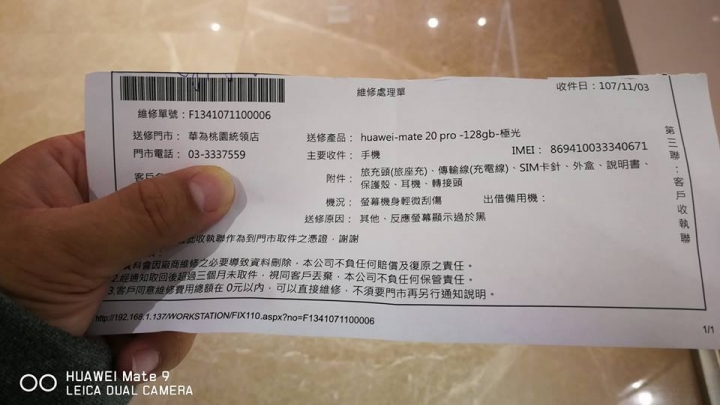 維修處理單
收件日：107/11/03
維修單號：F1341071100006
送修門市：華為桃園統領店
送修產品：huawei-mate 20 pro -128gb-極光
門市電話：03-3337559
主要收件：手機
IMEI：869410033340671
客戶
附件：旅充頭(旅座充)、傳輸線(充電線)、SIM卡針、外盒、說明書、
保護殼、耳機、轉接頭
機況：螢幕機身輕微刮傷
出借備用機：
送修原因：其他、反應螢幕顯示過於黑
收執聯作為到門市取件之憑證，謝謝
料會因廠商維修之必要導致資料刪除，本公司不負任何賠償及復原之責任。
2.經通知取回後超過三個月未取件，視同客戶丟棄，本公司不負任何保管責任。
3.客戶同意維修費用總額在 0元以內，可以直接維修，不須要門市再另行通知說明。
第三聯：客戶收執聯
http://192.168.1.137/WORKSTATION/FIX110.aspx?no=F1341071100006
1/1
HUAWEI Mate 9
LEICA DUAL CAMERA